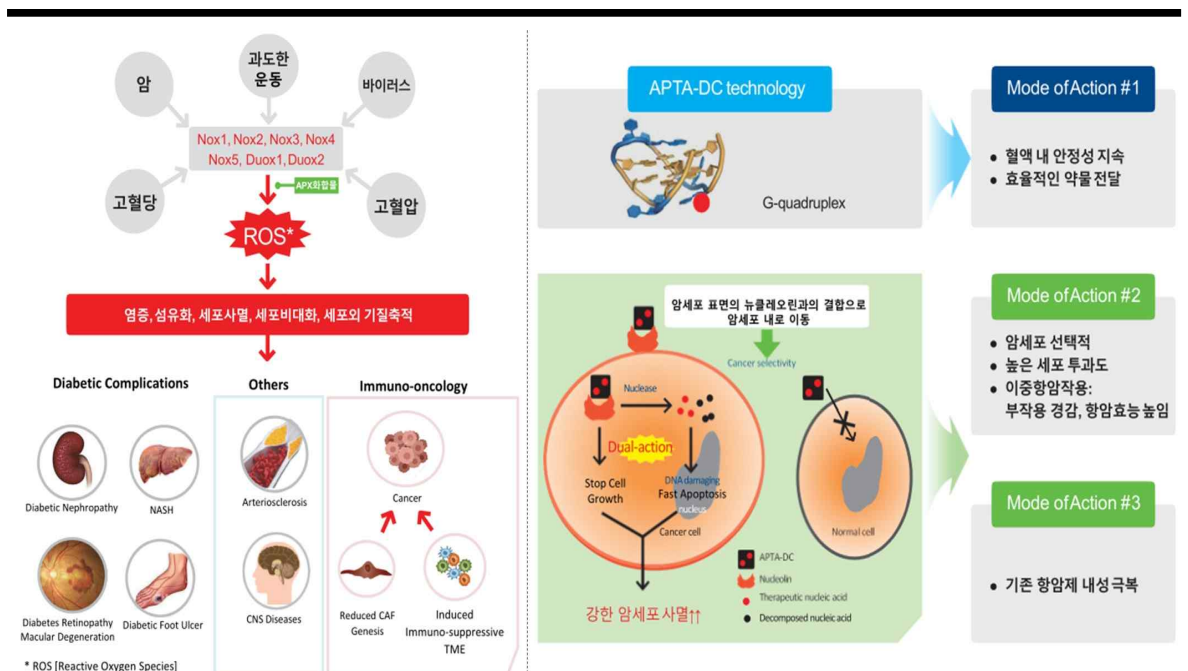 암
과도한
운동
바이러스
Nox1, Nox2, Nox3, Nox4
Nox5, Duox1, Duox2
APX화합물
고혈당
고혈압
ROS*
염증, 섬유화, 세포사멸, 세포비대화, 세포외 기질축적
Diabetic Complications
Others
Immuno-oncology
Diabetic Nephropathy
NASH
Arteriosclerosis
Cancer
Diabetes Retinopathy
Macular Degeneration
Diabetic Foot Ulcer
CNS Diseases
Reduced CAF
Genesis
Induced
Immuno-suppressive
TME
* ROS [Reactive Oxygen Species]
APTA-DC technology
G-quadruplex
Mode of Action #1
● 혈액 내 안정성 지속
● 효율적인 약물 전달
암세포 표면의 뉴클레오린과의 결합으로
암세포 내로 이동
Cancer selectivity
Nuclease
Dual-action
Stop Cell
Growth
DNA damaging
Fast Apoptosis
nucleus
Cancer cell
Normal cell
APTA-DC
Nucleolin
Therapeutic nucleic acid
Decomposed nucleic acid
강한 암세포 사멸↑↑
Mode of Action #2
● 암세포 선택적
● 높은 세포 투과도
● 이중항암작용:
부작용 경감, 항암효능 높임
Mode of Action #3
● 기존 항암제 내성 극복